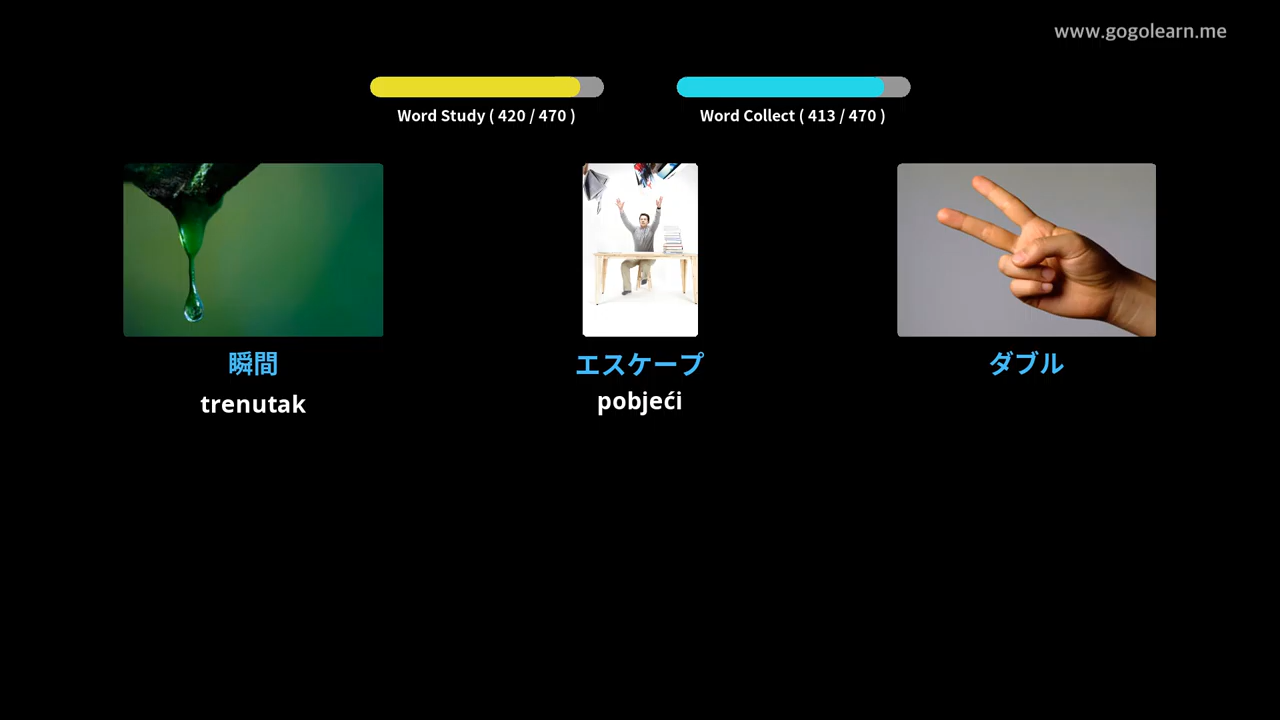 www.gogolearn.me
Word Study ( 420 / 470 )
Word Collect ( 413 / 470 )
瞬間
エスケープ
ダブル
trenutak
pobjeći